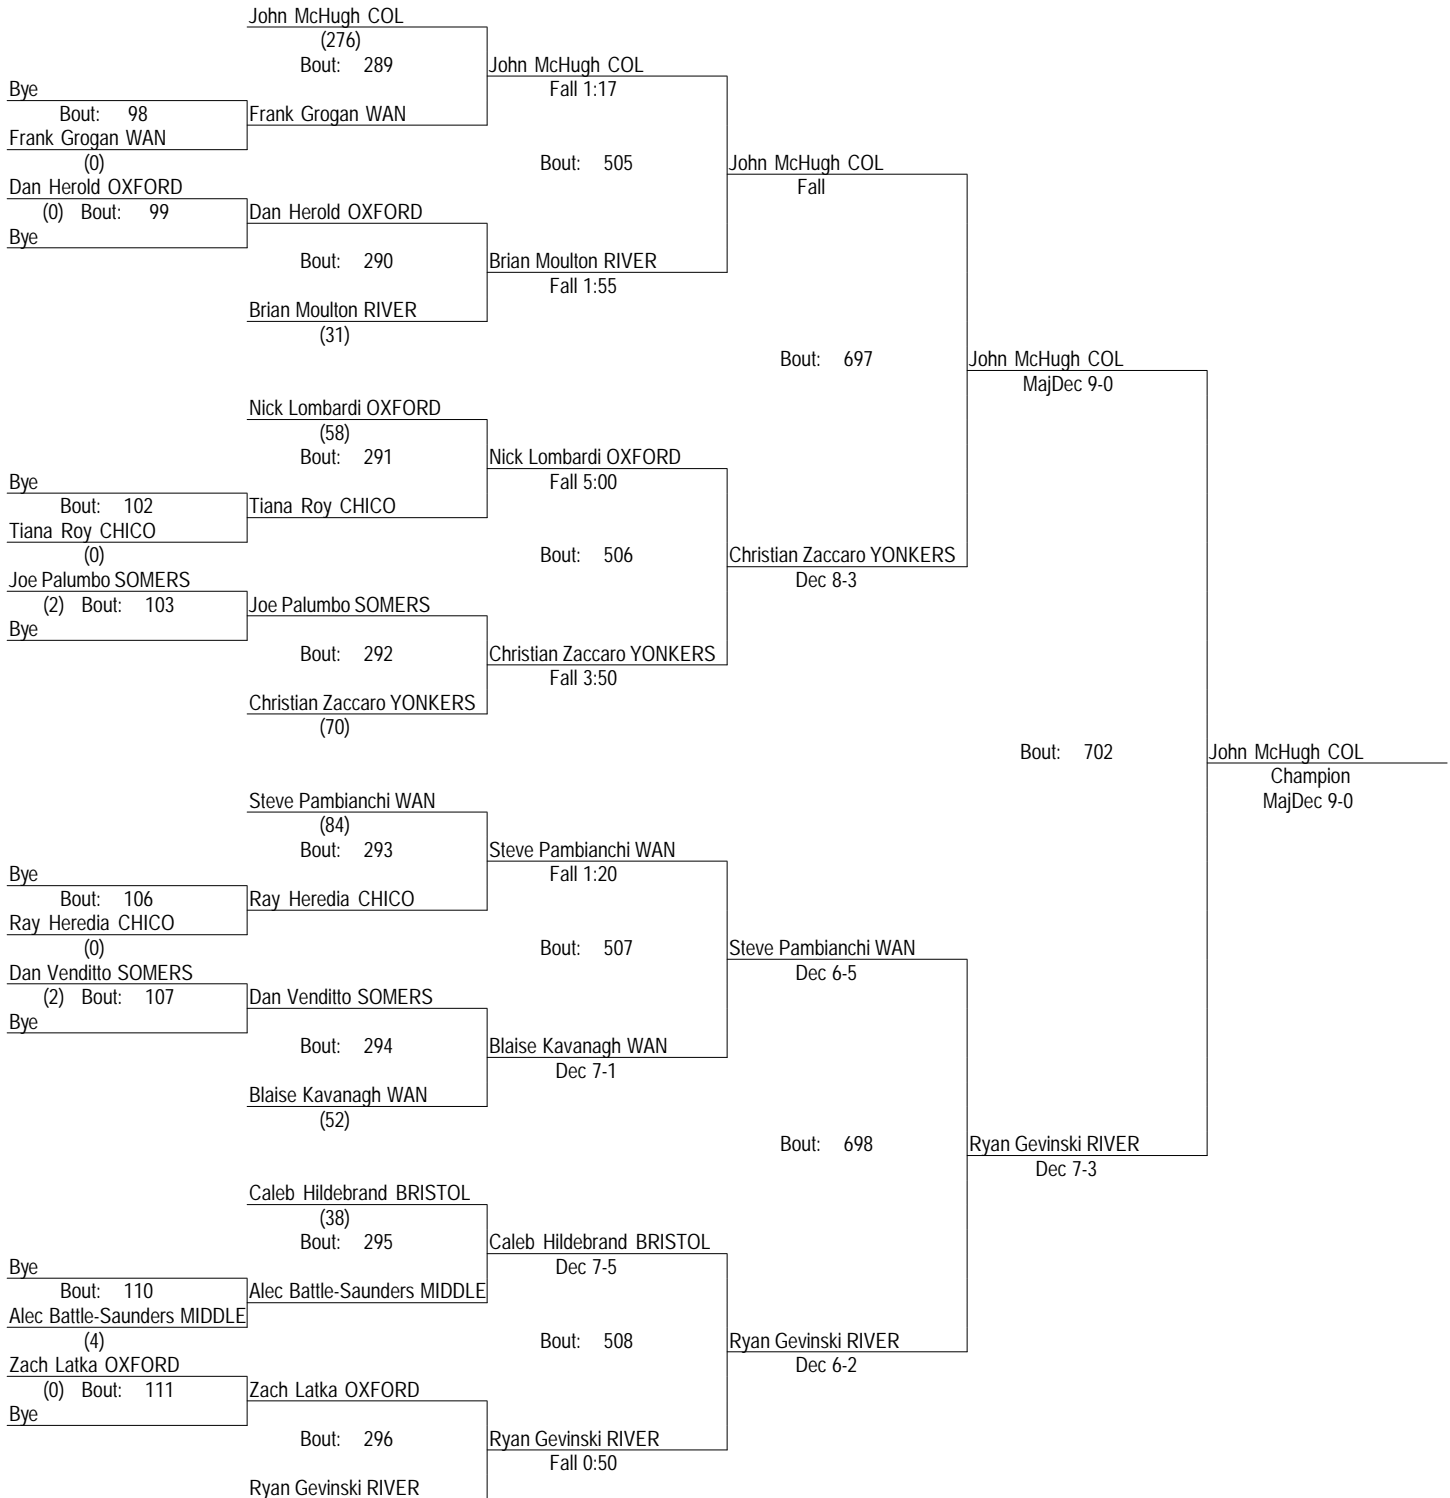 John McHugh COL
(276)
Bout: 289
John McHugh COL
Bye
Fall 1:17
Bout: 98
Frank Grogan WAN
Frank Grogan WAN
(0)
Bout: 505
John McHugh COL
Dan Herold OXFORD
Fall
(0) Bout: 99
Dan Herold OXFORD
Bye
Bout: 290
Brian Moulton RIVER
Fall 1:55
Brian Moulton RIVER
(31)
Bout: 697
John McHugh COL
MajDec 9-0
Nick Lombardi OXFORD
(58)
Bout: 291
Nick Lombardi OXFORD
Bye
Fall 5:00
Bout: 102
Tiana Roy CHICO
Tiana Roy CHICO
(0)
Bout: 506
Christian Zaccaro YONKERS
Joe Palumbo SOMERS
Dec 8-3
(2) Bout: 103
Joe Palumbo SOMERS
Bye
Bout: 292
Christian Zaccaro YONKERS
Fall 3:50
Christian Zaccaro YONKERS
(70)
Bout: 702
John McHugh COL
Champion
MajDec 9-0
Steve Pambianchi WAN
(84)
Bout: 293
Steve Pambianchi WAN
Bye
Fall 1:20
Bout: 106
Ray Heredia CHICO
Ray Heredia CHICO
(0)
Bout: 507
Steve Pambianchi WAN
Dan Venditto SOMERS
Dec 6-5
(2) Bout: 107
Dan Venditto SOMERS
Bye
Bout: 294
Blaise Kavanagh WAN
Dec 7-1
Blaise Kavanagh WAN
(52)
Bout: 698
Ryan Gevinski RIVER
Dec 7-3
Caleb Hildebrand BRISTOL
(38)
Bout: 295
Caleb Hildebrand BRISTOL
Bye
Dec 7-5
Bout: 110
Alec Battle-Saunders MIDDLE
Alec Battle-Saunders MIDDLE
(4)
Bout: 508
Ryan Gevinski RIVER
Zach Latka OXFORD
Dec 6-2
(0) Bout: 111
Zach Latka OXFORD
Bye
Bout: 296
Ryan Gevinski RIVER
Fall 0:50
Ryan Gevinski RIVER